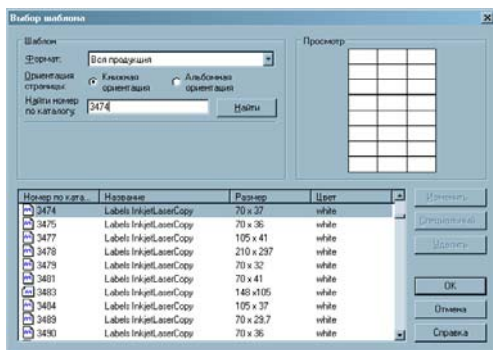 Выбор шаблона
Шаблон
Формат: Вся продукция
Ориентация страницы: Книжная ориентация Альбомная ориентация
Найти номер по каталогу: 3474 Найти
Просмотр
Номер по ката... Название Размер Цвет
3474 Labels InkjetLaserCopy 70 x 37 white
3475 Labels InkjetLaserCopy 70 x 36 white
3477 Labels InkjetLaserCopy 105 x 41 white
3478 Labels InkjetLaserCopy 210 x 297 white
3479 Labels InkjetLaserCopy 70 x 32 white
3481 Labels InkjetLaserCopy 70 x 41 white
3483 Labels InkjetLaserCopy 148 x105 white
3484 Labels InkjetLaserCopy 105 x 37 white
3489 Labels InkjetLaserCopy 70 x 29,7 white
3490 Labels InkjetLaserCopy 70 x 36 white
Изменить
Специальный
Удалить
OK
Отмена
Справка